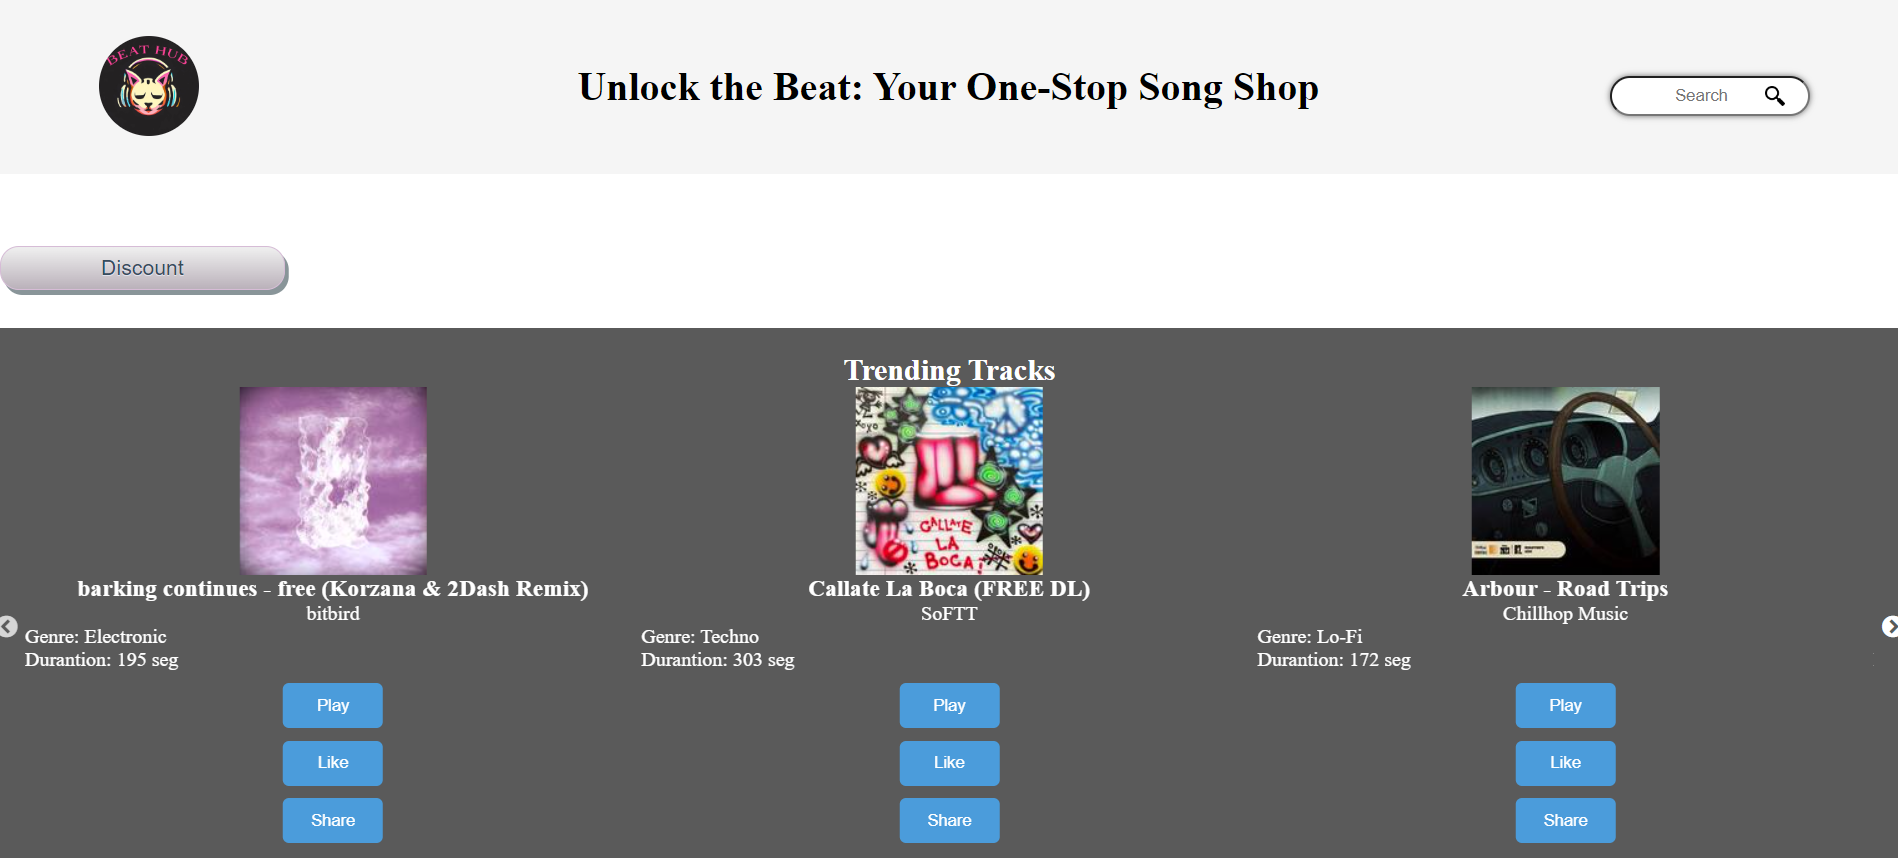 BEAT HUB
Unlock the Beat: Your One-Stop Song Shop
Search
Discount
Trending Tracks
CALLATE
LA
BOCA!
barking continues - free (Korzana & 2Dash Remix)
bitbird
Genre: Electronic
Durantion: 195 seg
Play
Like
Share
Callate La Boca (FREE DL)
SoFTT
Genre: Techno
Durantion: 303 seg
Play
Like
Share
Arbour - Road Trips
Chillhop Music
Genre: Lo-Fi
Durantion: 172 seg
Play
Like
Share